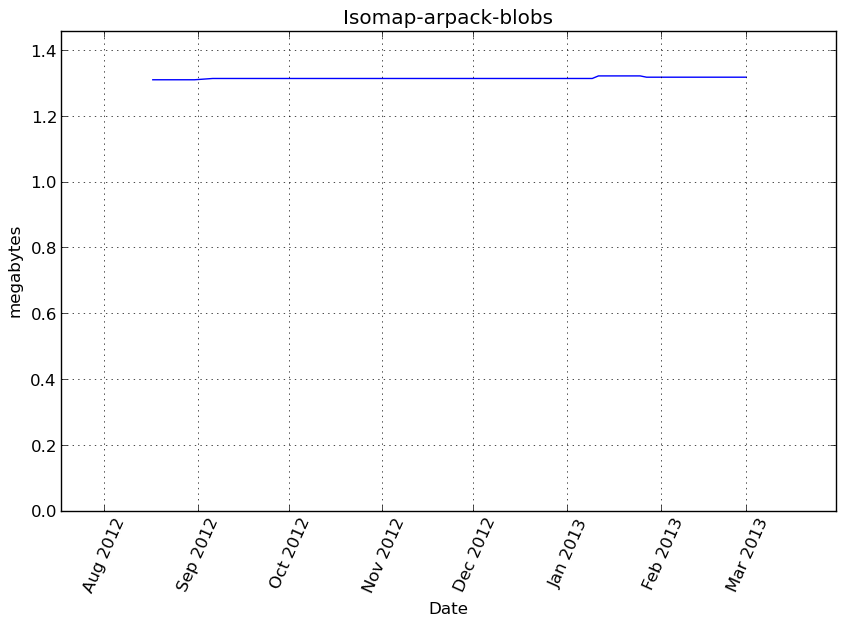 Isomap-arpack-blobs
1.4
1.2
1.0
0.8
0.6
0.4
0.2
0.0
megabytes
Aug 2012
Sep 2012
Oct 2012
Nov 2012
Dec 2012
Jan 2013
Feb 2013
Mar 2013
Date